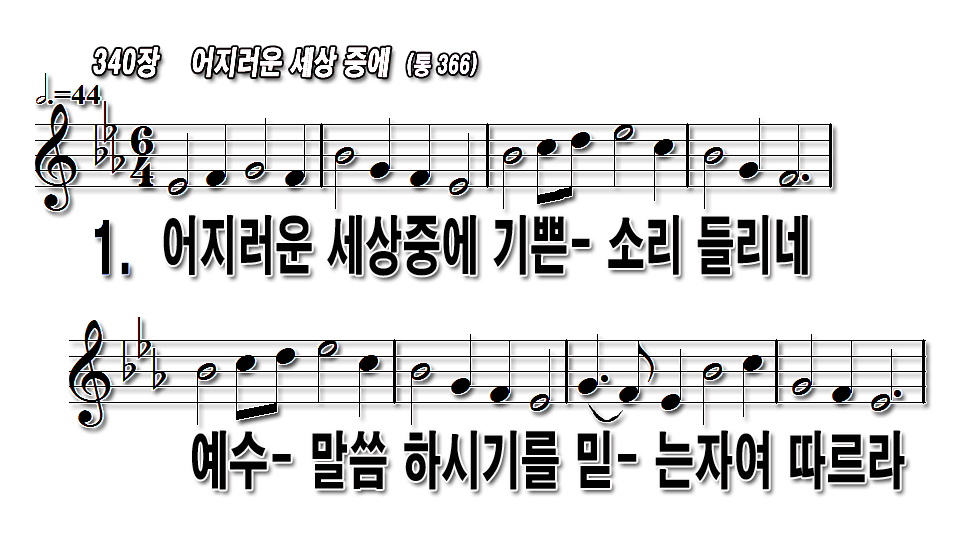 340장 어지러운 세상 중에 (통 366)
𝅗𝅥.=44
6
4
1. 어지러운 세상중에 기쁜- 소리 들리네
예수- 말씀 하시기를 믿- 는자여 따르라